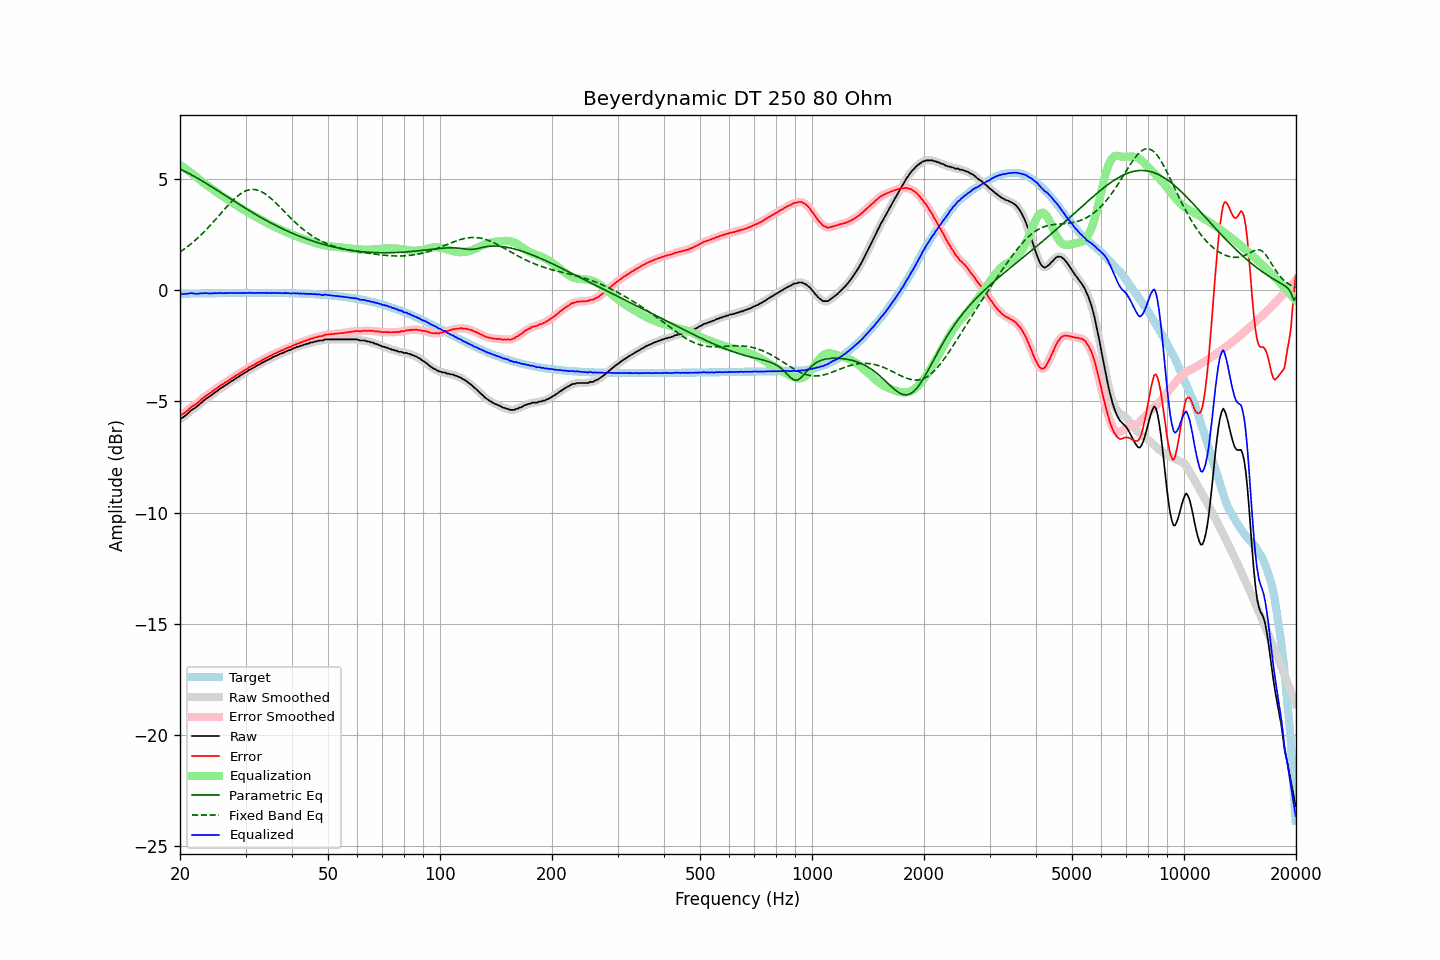 Beyerdynamic DT 250 80 Ohm
Amplitude (dBr)
5
0
−5
−10
−15
−20
−25
Target
Raw Smoothed
Error Smoothed
Raw
Error
Equalization
Parametric Eq
Fixed Band Eq
Equalized
20 50 100 200 500 1000 2000 5000 10000 20000
Frequency (Hz)